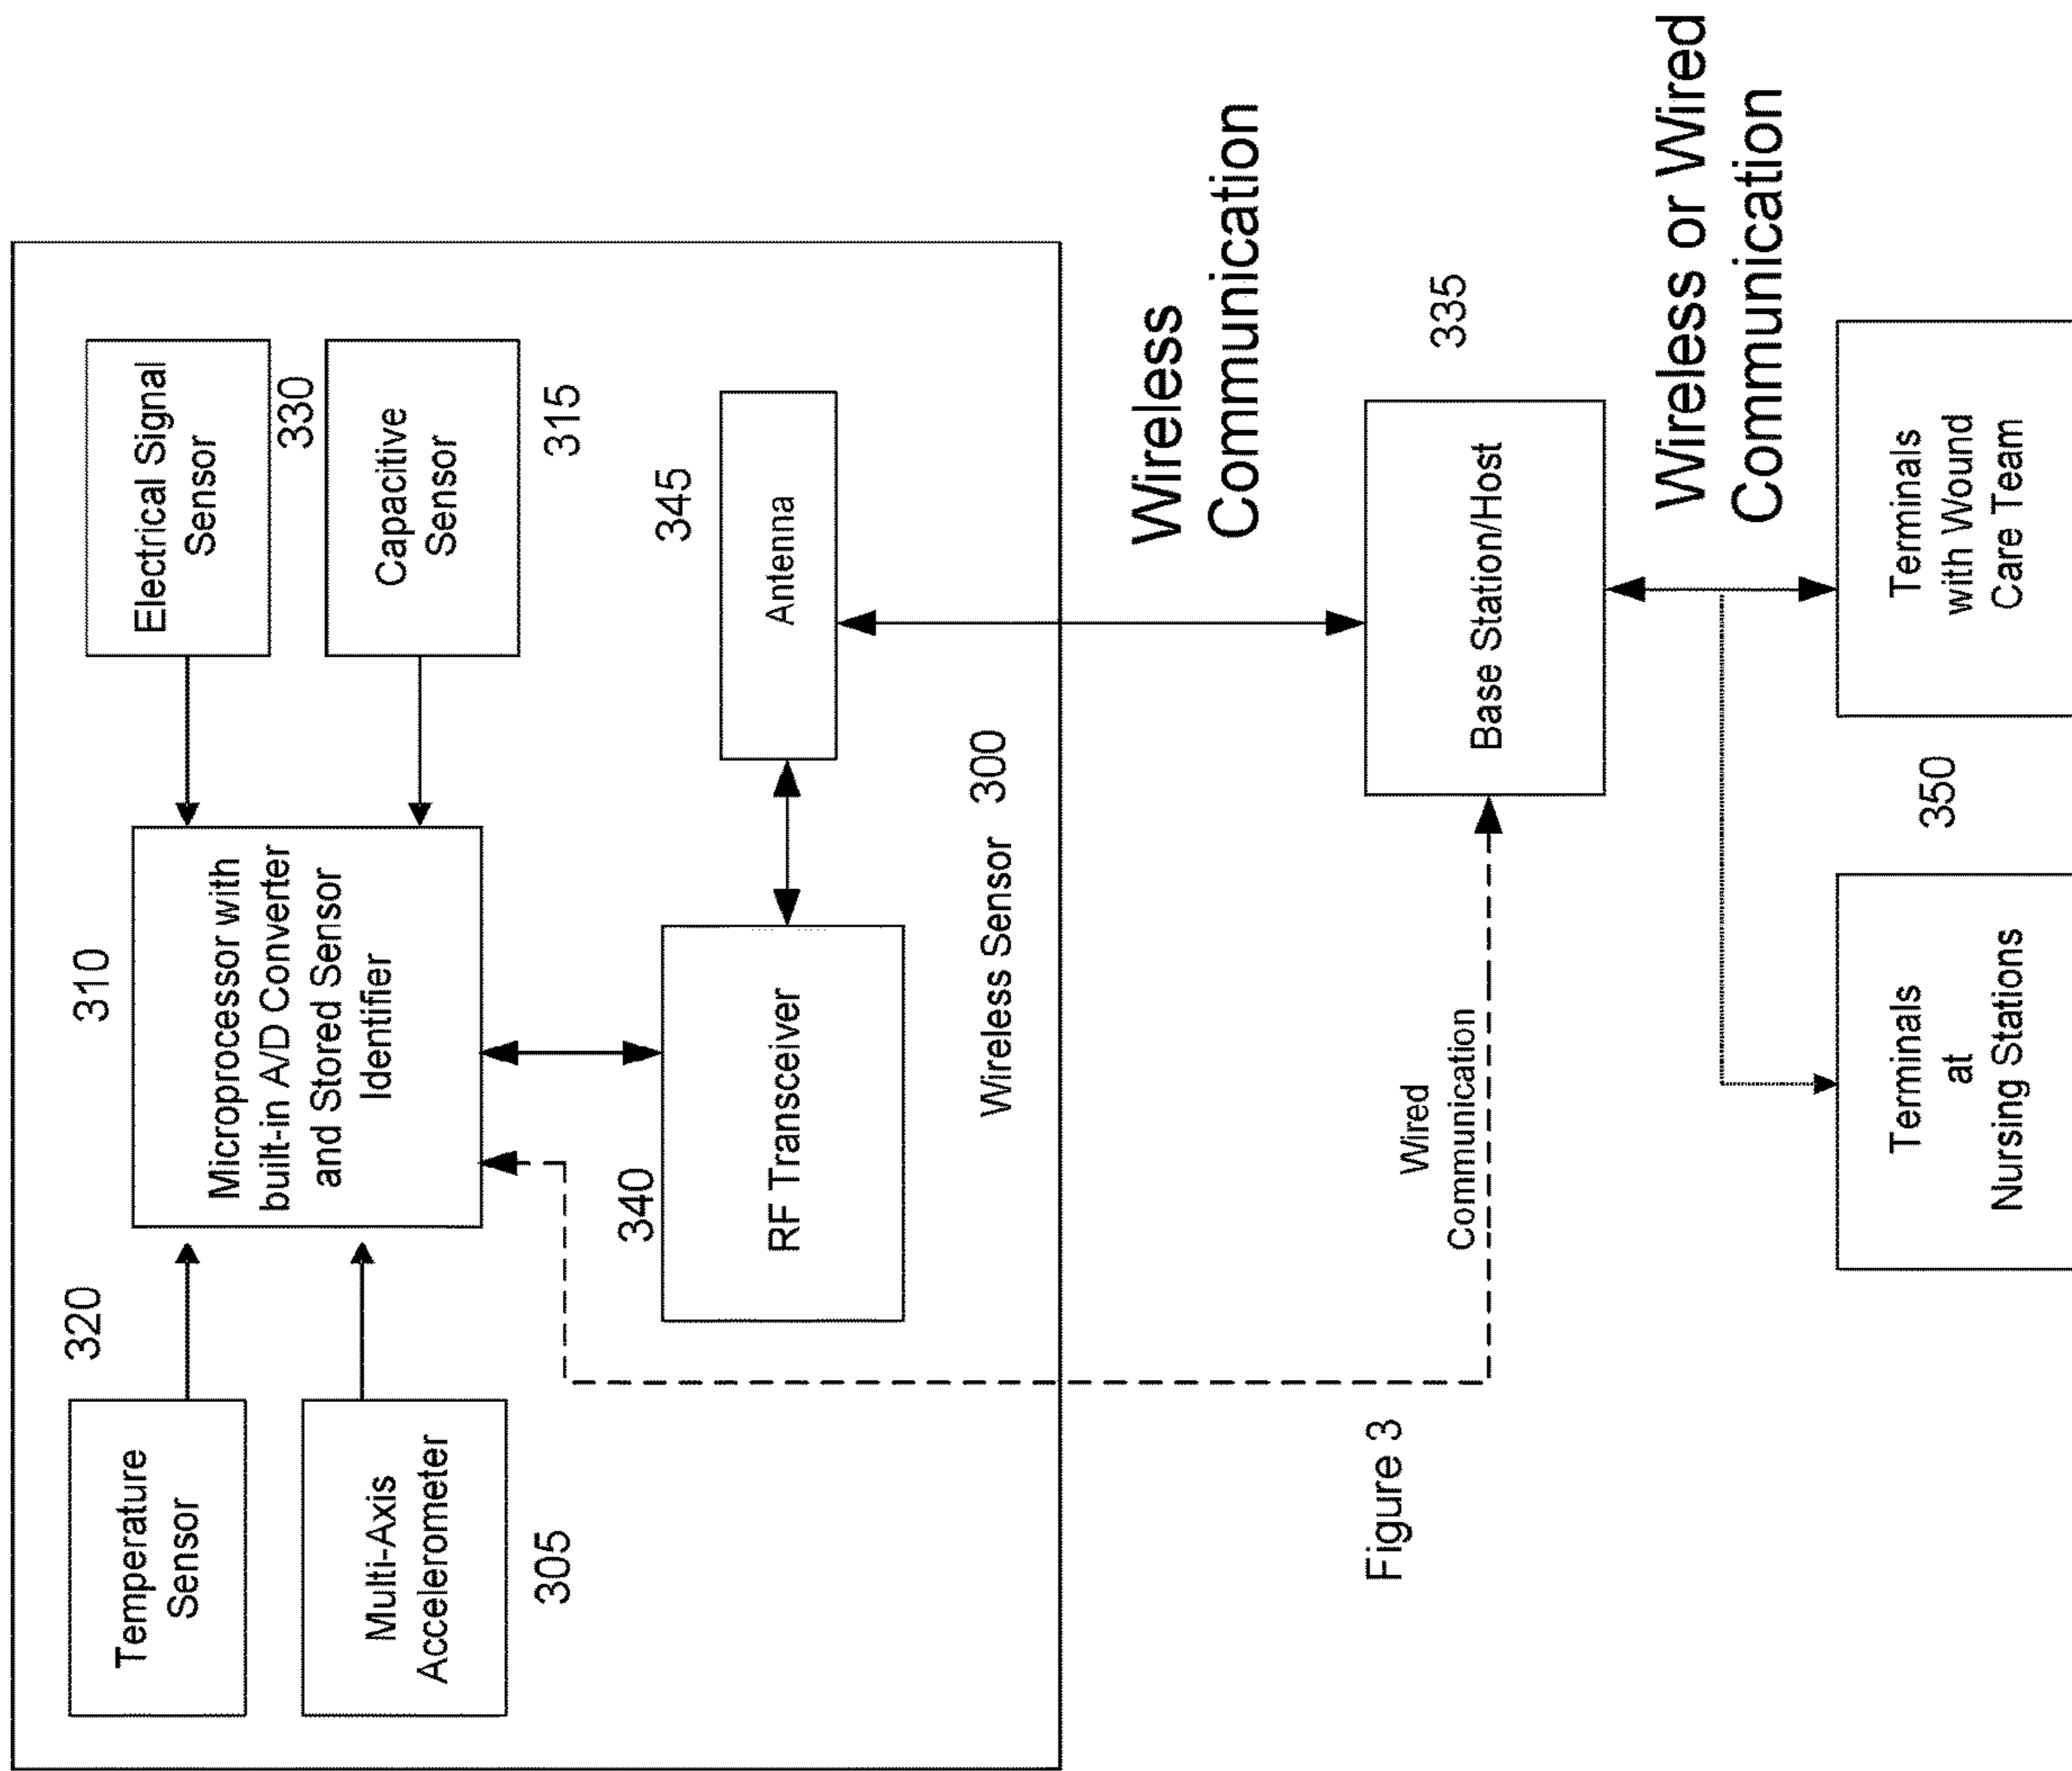 320
310
Temperature
Sensor
Microprocessor with
built-in A/D Converter
and Stored Sensor
Identifier
Electrical Signal
Sensor
330
Multi-Axis
Accelerometer
305
Capacitive
Sensor
315
340
RF Transceiver
345
Antenna
Wireless Sensor 300
Wireless
Communication
Figure 3
Wired
Communication
335
Base Station/Host
Wireless or Wired
Communication
Terminals
at
Nursing Stations
350
Terminals
with Wound
Care Team